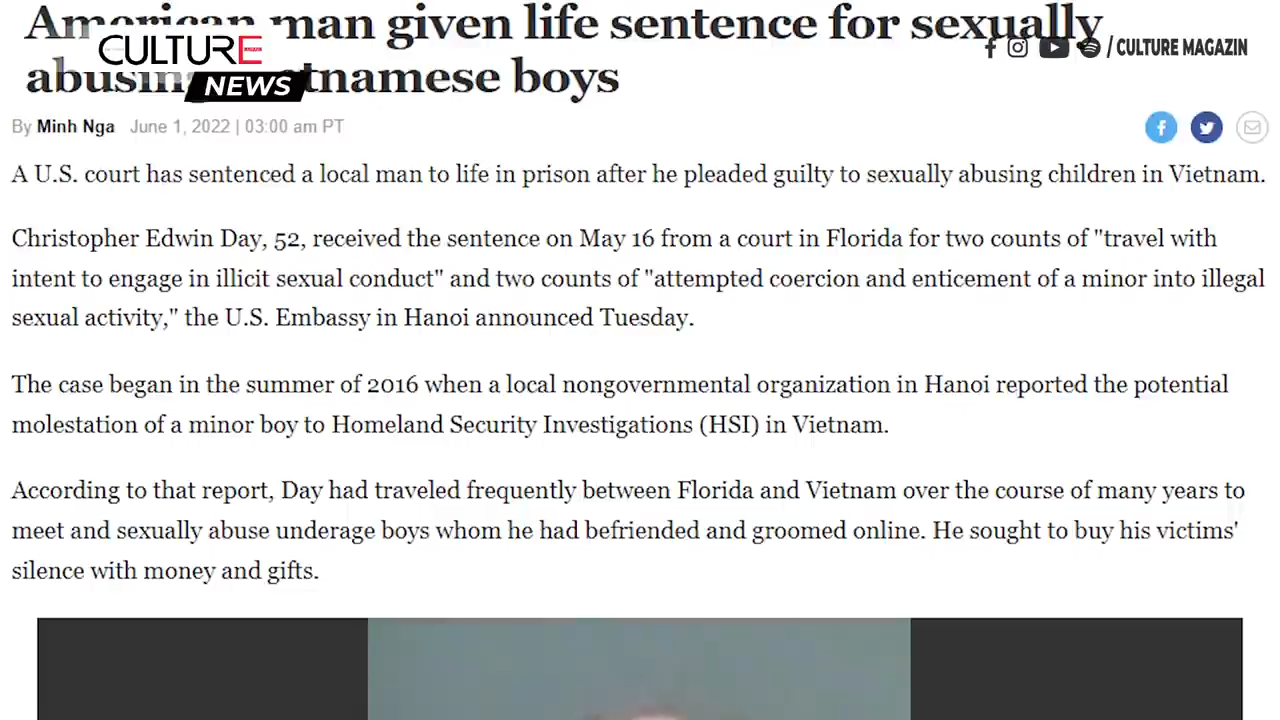 American man given life sentence for sexually
abusing Vietnamese boys
CULTURE
MAGAZIN
NEWS
/ CULTURE MAGAZIN
By Minh Nga June 1, 2022 | 03:00 am PT
A U.S. court has sentenced a local man to life in prison after he pleaded guilty to sexually abusing children in Vietnam.
Christopher Edwin Day, 52, received the sentence on May 16 from a court in Florida for two counts of "travel with
intent to engage in illicit sexual conduct" and two counts of "attempted coercion and enticement of a minor into illegal
sexual activity," the U.S. Embassy in Hanoi announced Tuesday.
The case began in the summer of 2016 when a local nongovernmental organization in Hanoi reported the potential
molestation of a minor boy to Homeland Security Investigations (HSI) in Vietnam.
According to that report, Day had traveled frequently between Florida and Vietnam over the course of many years to
meet and sexually abuse underage boys whom he had befriended and groomed online. He sought to buy his victims'
silence with money and gifts.